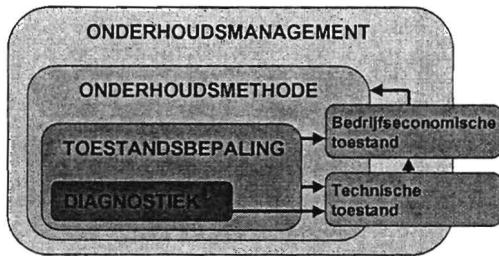 ONDERHOUDSMANAGEMENT
ONDERHOUDSMETHODE
TOESTANDSBEPALING
DIAGNOSTIEK
Bedrijfseconomische
toestand
Technische
toestand